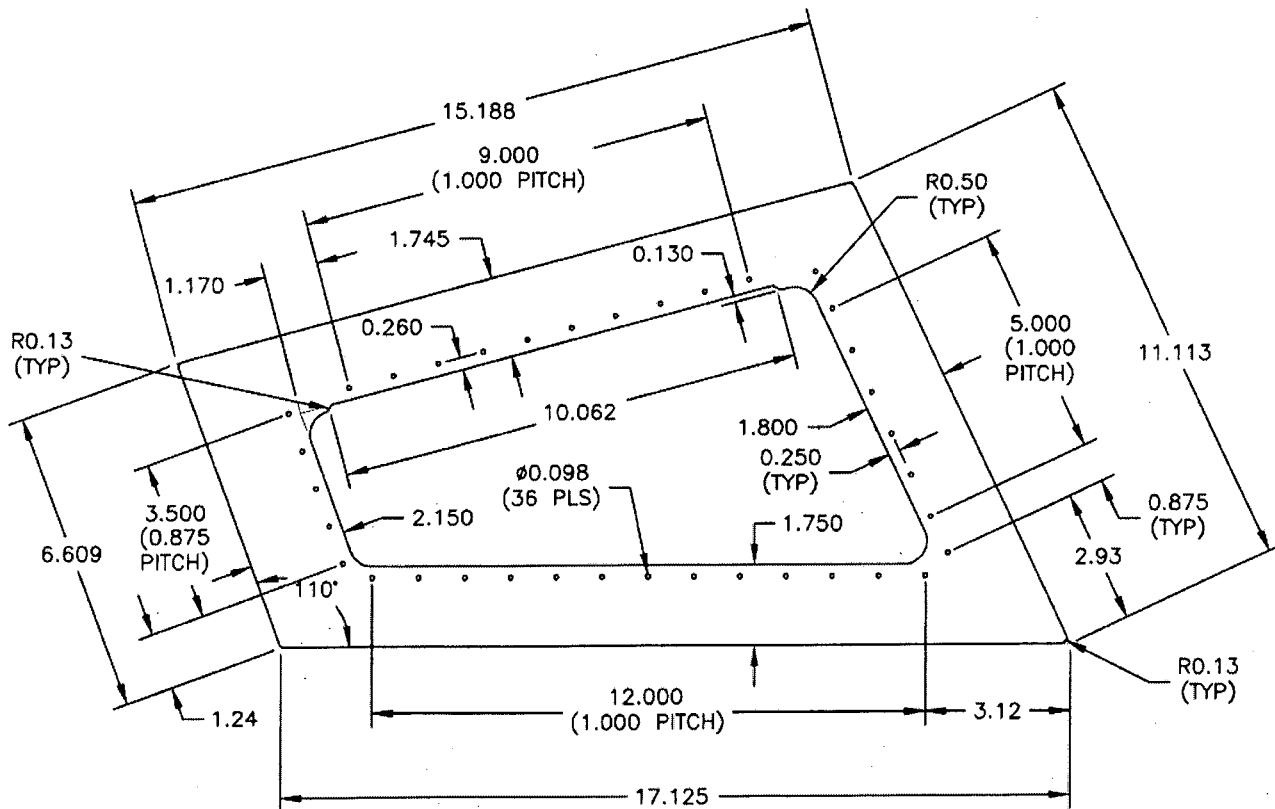 15.188
9.000
(1.000 PITCH)
R0.50
(TYP)
1.745
0.130
1.170
0.260
5.000
(1.000
PITCH)
11.113
R0.13
(TYP)
10.062
1.800
0.250
(TYP)
ø0.098
(36 PLS)
0.875
(TYP)
3.500
(0.875
PITCH)
2.150
1.750
6.609
2.93
110°
R0.13
(TYP)
1.24
12.000
(1.000 PITCH)
3.12
17.125